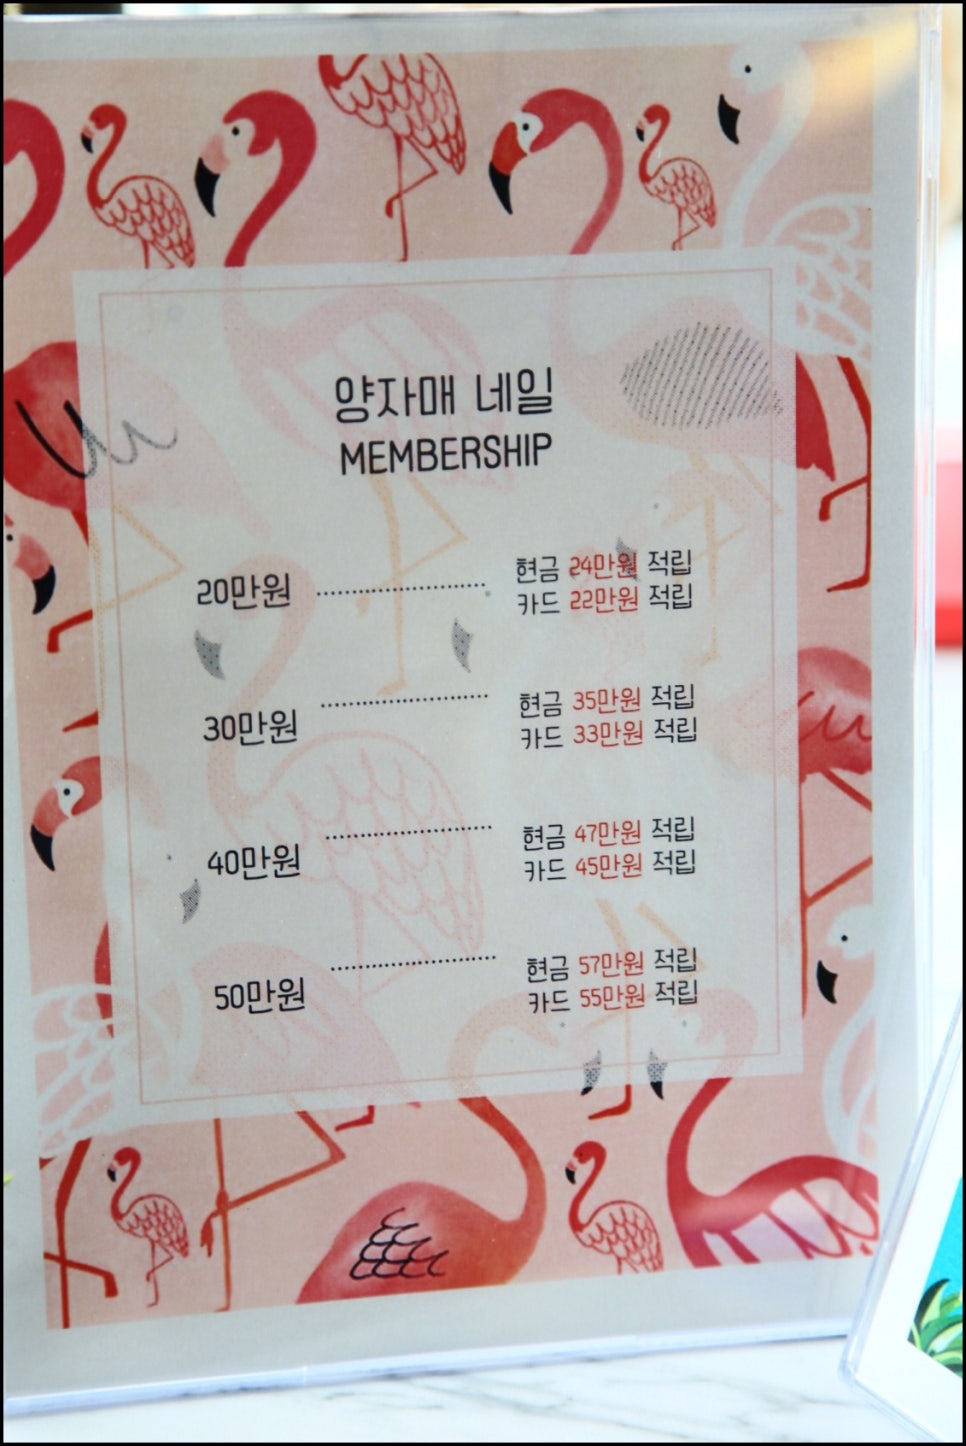 양자매 네일
MEMBERSHIP
20만원 ........................ 현금 24만원 적립
카드 22만원 적립
30만원 ........................ 현금 35만원 적립
카드 33만원 적립
40만원 ........................ 현금 47만원 적립
카드 45만원 적립
50만원 ........................ 현금 57만원 적립
카드 55만원 적립